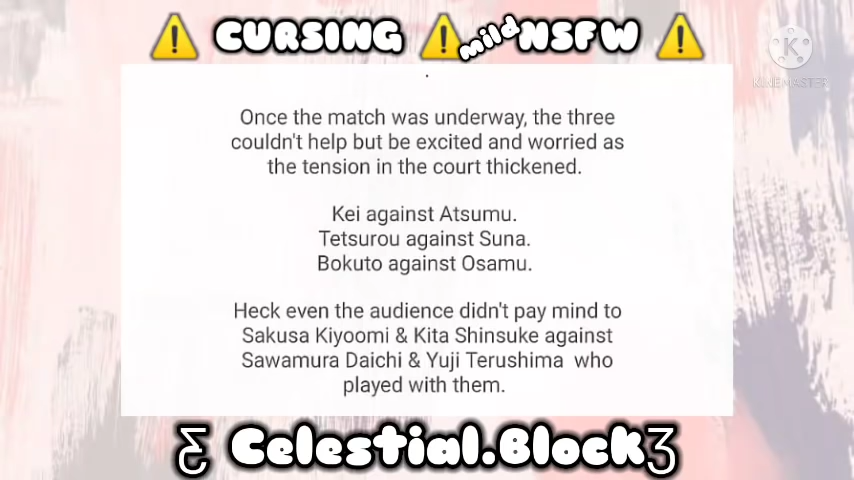 ⚠ CURSING ⚠ mild NSFW ⚠
KINEMASTER
.
Once the match was underway, the three
couldn't help but be excited and worried as
the tension in the court thickened.
Kei against Atsumu.
Tetsurou against Suna.
Bokuto against Osamu.
Heck even the audience didn't pay mind to
Sakusa Kiyoomi & Kita Shinsuke against
Sawamura Daichi & Yuji Terushima who
played with them.
Ƹ Celestial.Block Ʒ